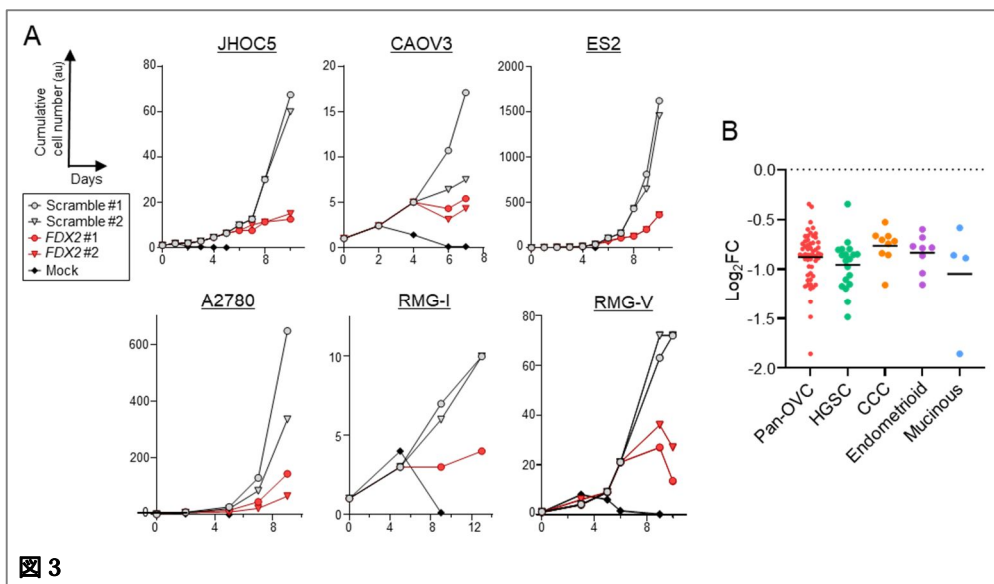 A
Cumulative
cell number (au)
Days
Scramble #1
Scramble #2
FDX2 #1
FDX2 #2
Mock
JHOC5
80
60
40
20
0
0 4 8 12
CAOV3
20
15
10
5
0
0 2 4 6 8
ES2
2000
1500
1000
500
0
0 4 8 12
A2780
600
400
200
0
0 4 8
RMG-I
10
5
0
0 4 8 13
RMG-V
80
60
40
20
0
0 4 8
B
Log2FC
0.0
-0.5
-1.0
-1.5
-2.0
Pan-OVC
HGSC
CCC
Endometrioid
Mucinous
図 3